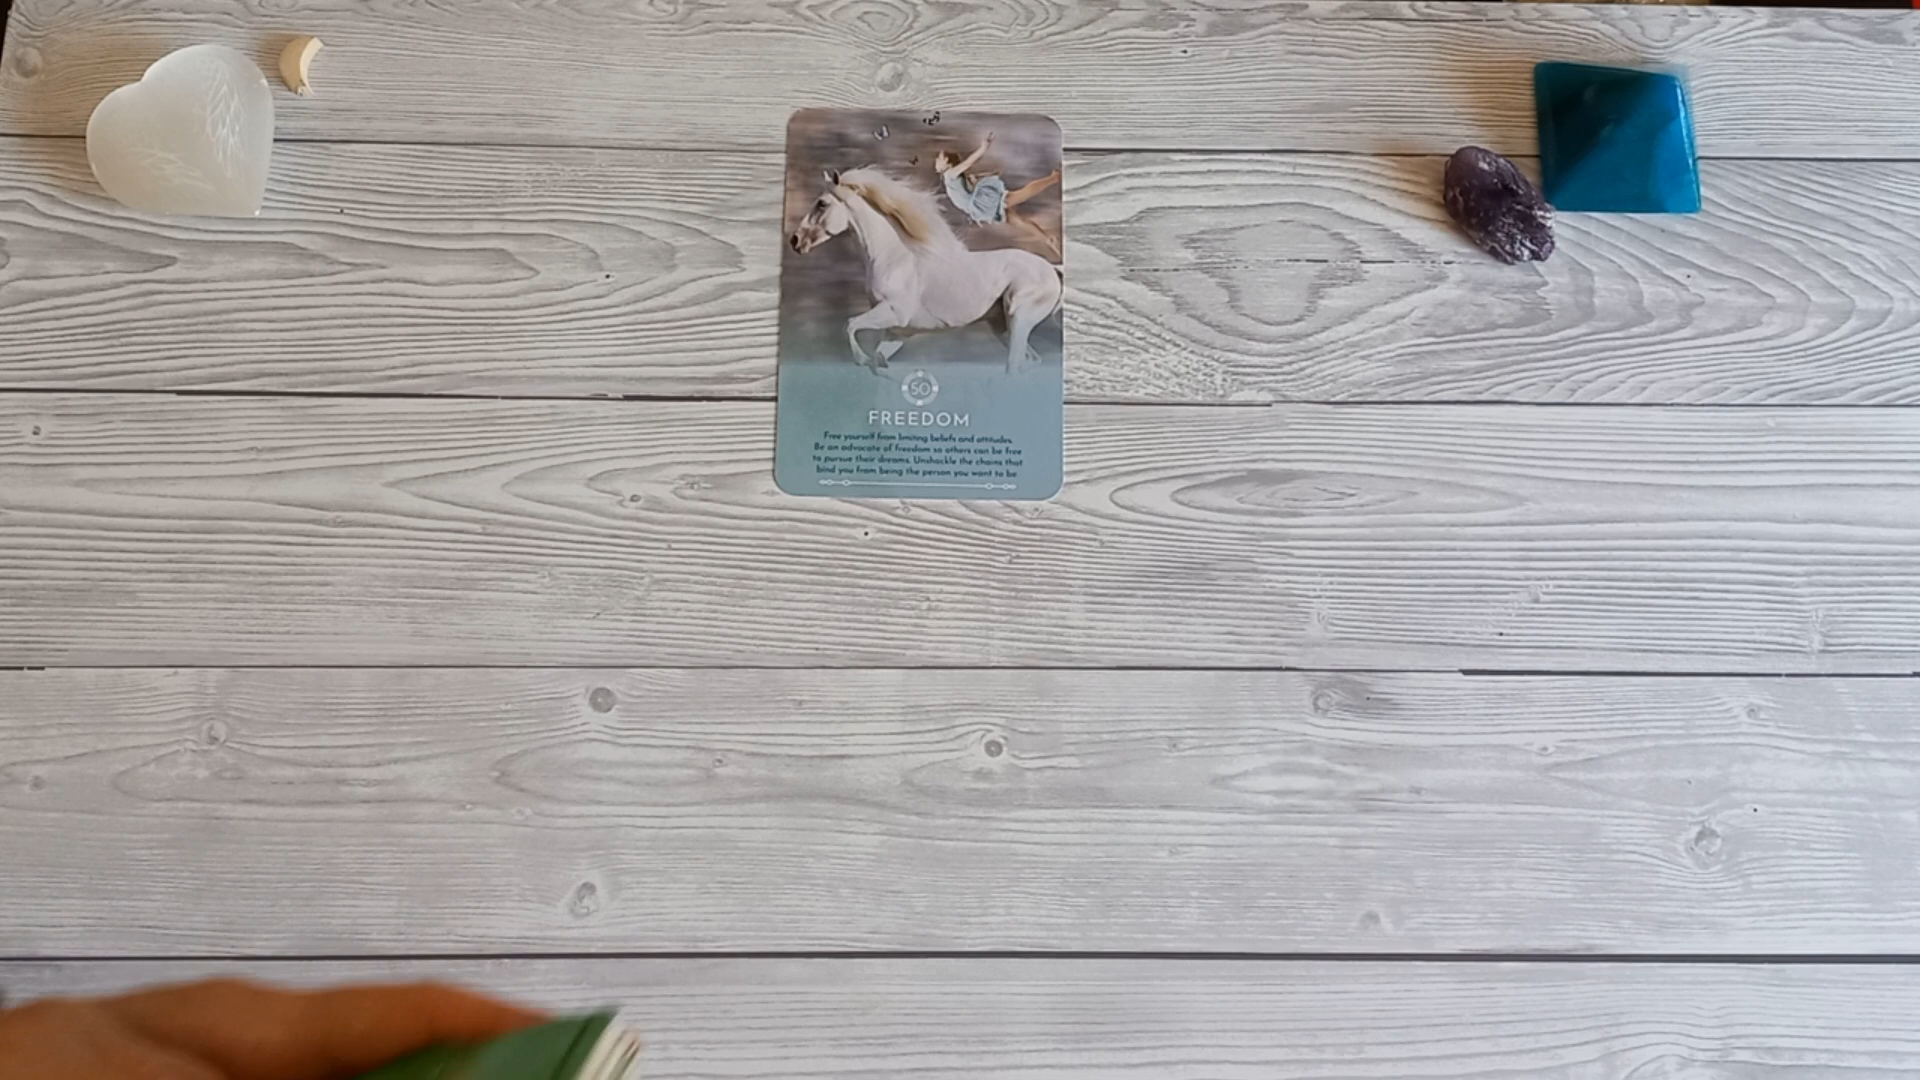 50
FREEDOM
Free yourself from limiting beliefs and attitudes.
Be an advocate of freedom so others can be free
to pursue their dreams. Unshackle the chains that
bind you from being the person you want to be.